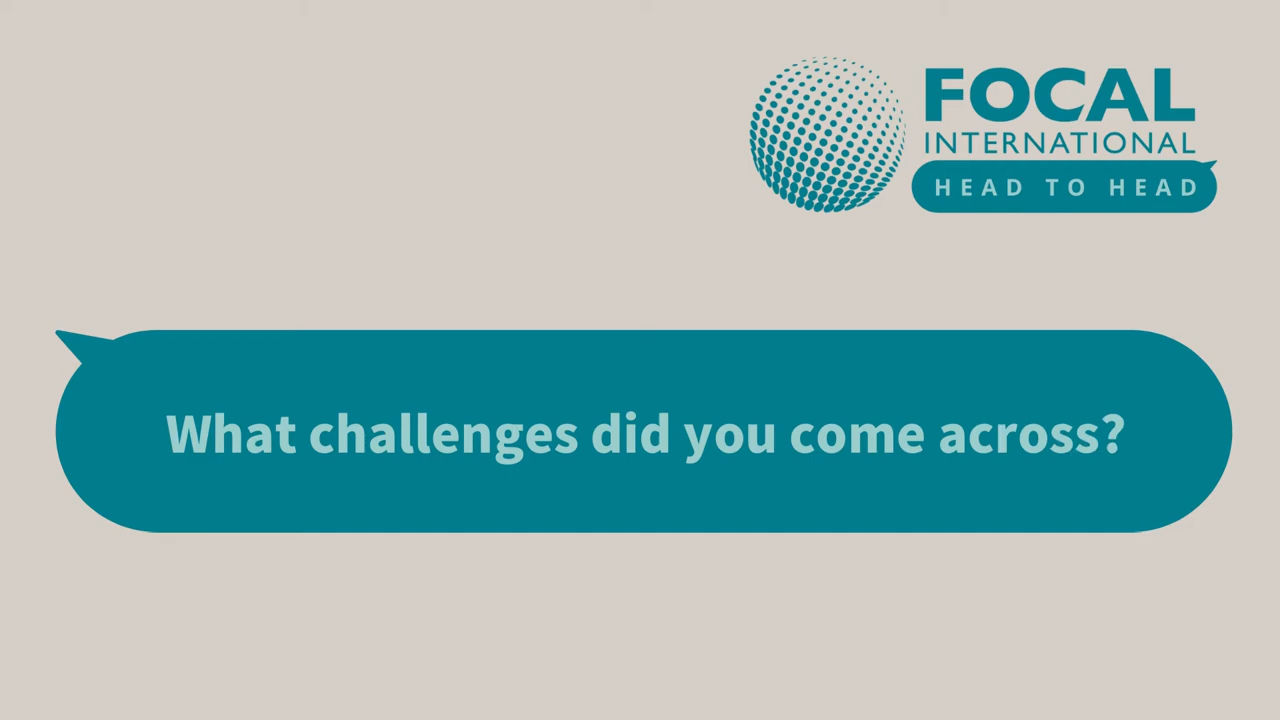 FOCAL
INTERNATIONAL
HEAD TO HEAD
What challenges did you come across?